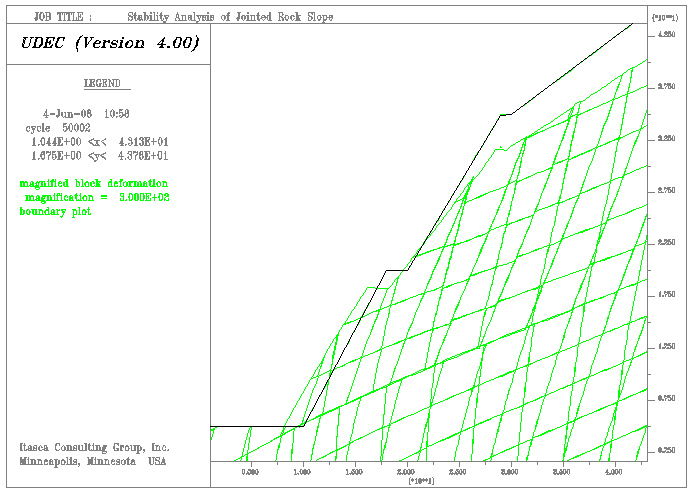 JOB TITLE : Stability Analysis of Jointed Rock Slope
UDEC (Version 4.00)
LEGEND
4-Jun-08 10:58
cycle 50002
1.044E+00 <x< 4.313E+01
1.675E+00 <y< 4.376E+01
magnified block deformation
magnification = 3.000E+02
boundary plot
Itasca Consulting Group, Inc.
Minneapolis, Minnesota USA
(*10**1)
4.250
3.750
3.250
2.750
2.250
1.750
1.250
0.750
0.250
0.500
1.000
1.500
2.000
2.500
3.000
3.500
4.000
(*10**1)